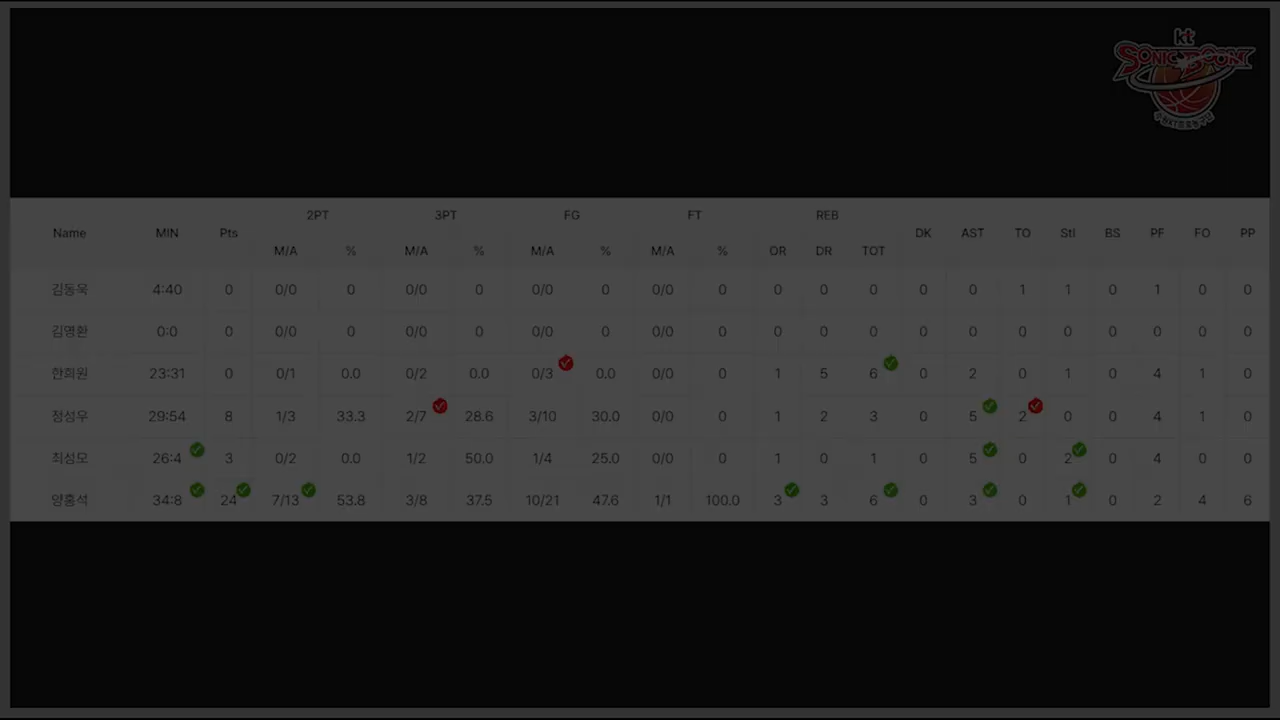 kt
SONICBOOM
수원KT프로농구단
2PT 3PT FG FT REB
Name MIN Pts DK AST TO Stl BS PF FO PP
M/A % M/A % M/A % M/A % OR DR TOT
김동욱 4:40 0 0/0 0 0/0 0 0/0 0 0/0 0 0 0 0 0 0 1 1 0 1 0 0
김명환 0:0 0 0/0 0 0/0 0 0/0 0 0/0 0 0 0 0 0 0 0 0 0 0 0 0
한희원 23:31 0 0/1 0.0 0/2 0.0 0/3 0.0 0/0 0 1 5 6 0 2 0 1 0 4 1 0
정성우 29:54 8 1/3 33.3 2/7 28.6 3/10 30.0 0/0 0 1 2 3 0 5 2 0 0 4 1 0
최성모 26:4 3 0/2 0.0 1/2 50.0 1/4 25.0 0/0 0 1 0 1 0 5 0 2 0 4 0 0
양홍석 34:8 24 7/13 53.8 3/8 37.5 10/21 47.6 1/1 100.0 3 3 6 0 3 0 1 0 2 4 6